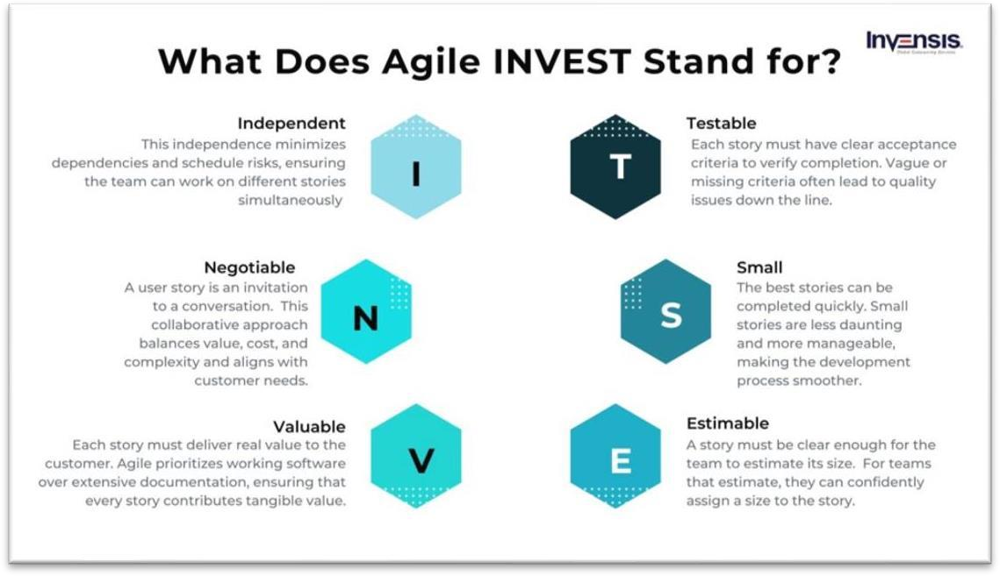 What Does Agile INVEST Stand for?
Invensis
Global Outsourcing Services
Independent
This independence minimizes
dependencies and schedule risks, ensuring
the team can work on different stories
simultaneously
I
Negotiable
A user story is an invitation
to a conversation. This
collaborative approach
balances value, cost, and
complexity and aligns with
customer needs.
N
Valuable
Each story must deliver real value to the
customer. Agile prioritizes working software
over extensive documentation, ensuring that
every story contributes tangible value.
V
E
Estimable
A story must be clear enough for the
team to estimate its size. For teams
that estimate, they can confidently
assign a size to the story.
S
Small
The best stories can be
completed quickly. Small
stories are less daunting
and more manageable,
making the development
process smoother.
T
Testable
Each story must have clear acceptance
criteria to verify completion. Vague or
missing criteria often lead to quality
issues down the line.